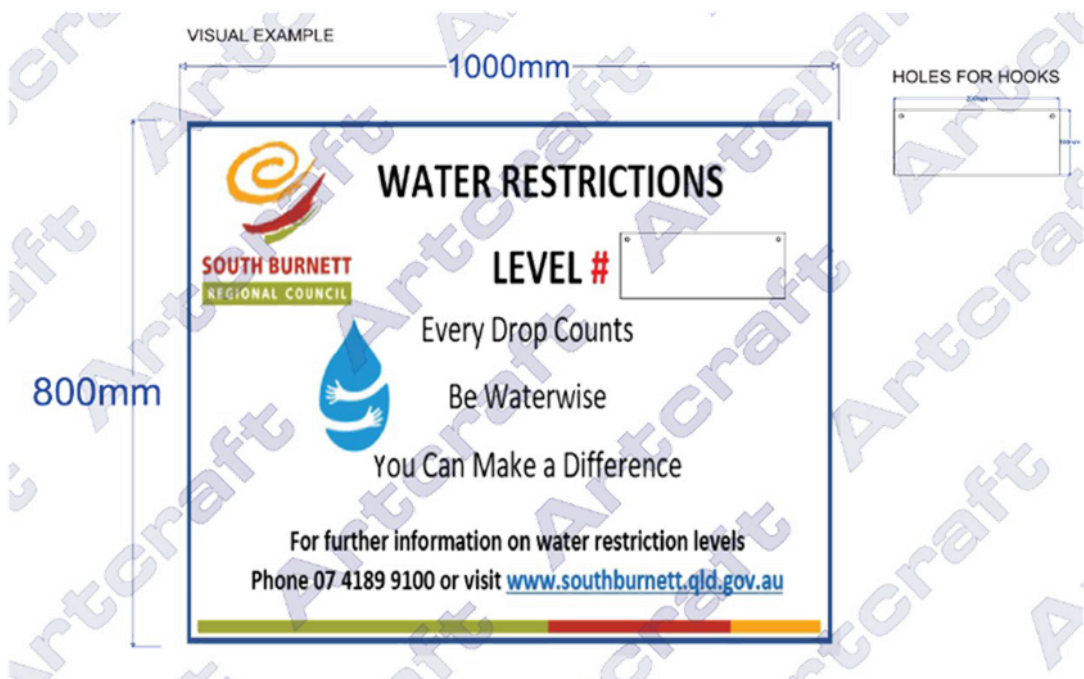 VISUAL EXAMPLE
1000mm
HOLES FOR HOOKS
800mm
WATER RESTRICTIONS
SOUTH BURNETT
REGIONAL COUNCIL
LEVEL #
Every Drop Counts
Be Waterwise
You Can Make a Difference
For further information on water restriction levels
Phone 07 4189 9100 or visit www.southburnett.qld.gov.au
Artcraft